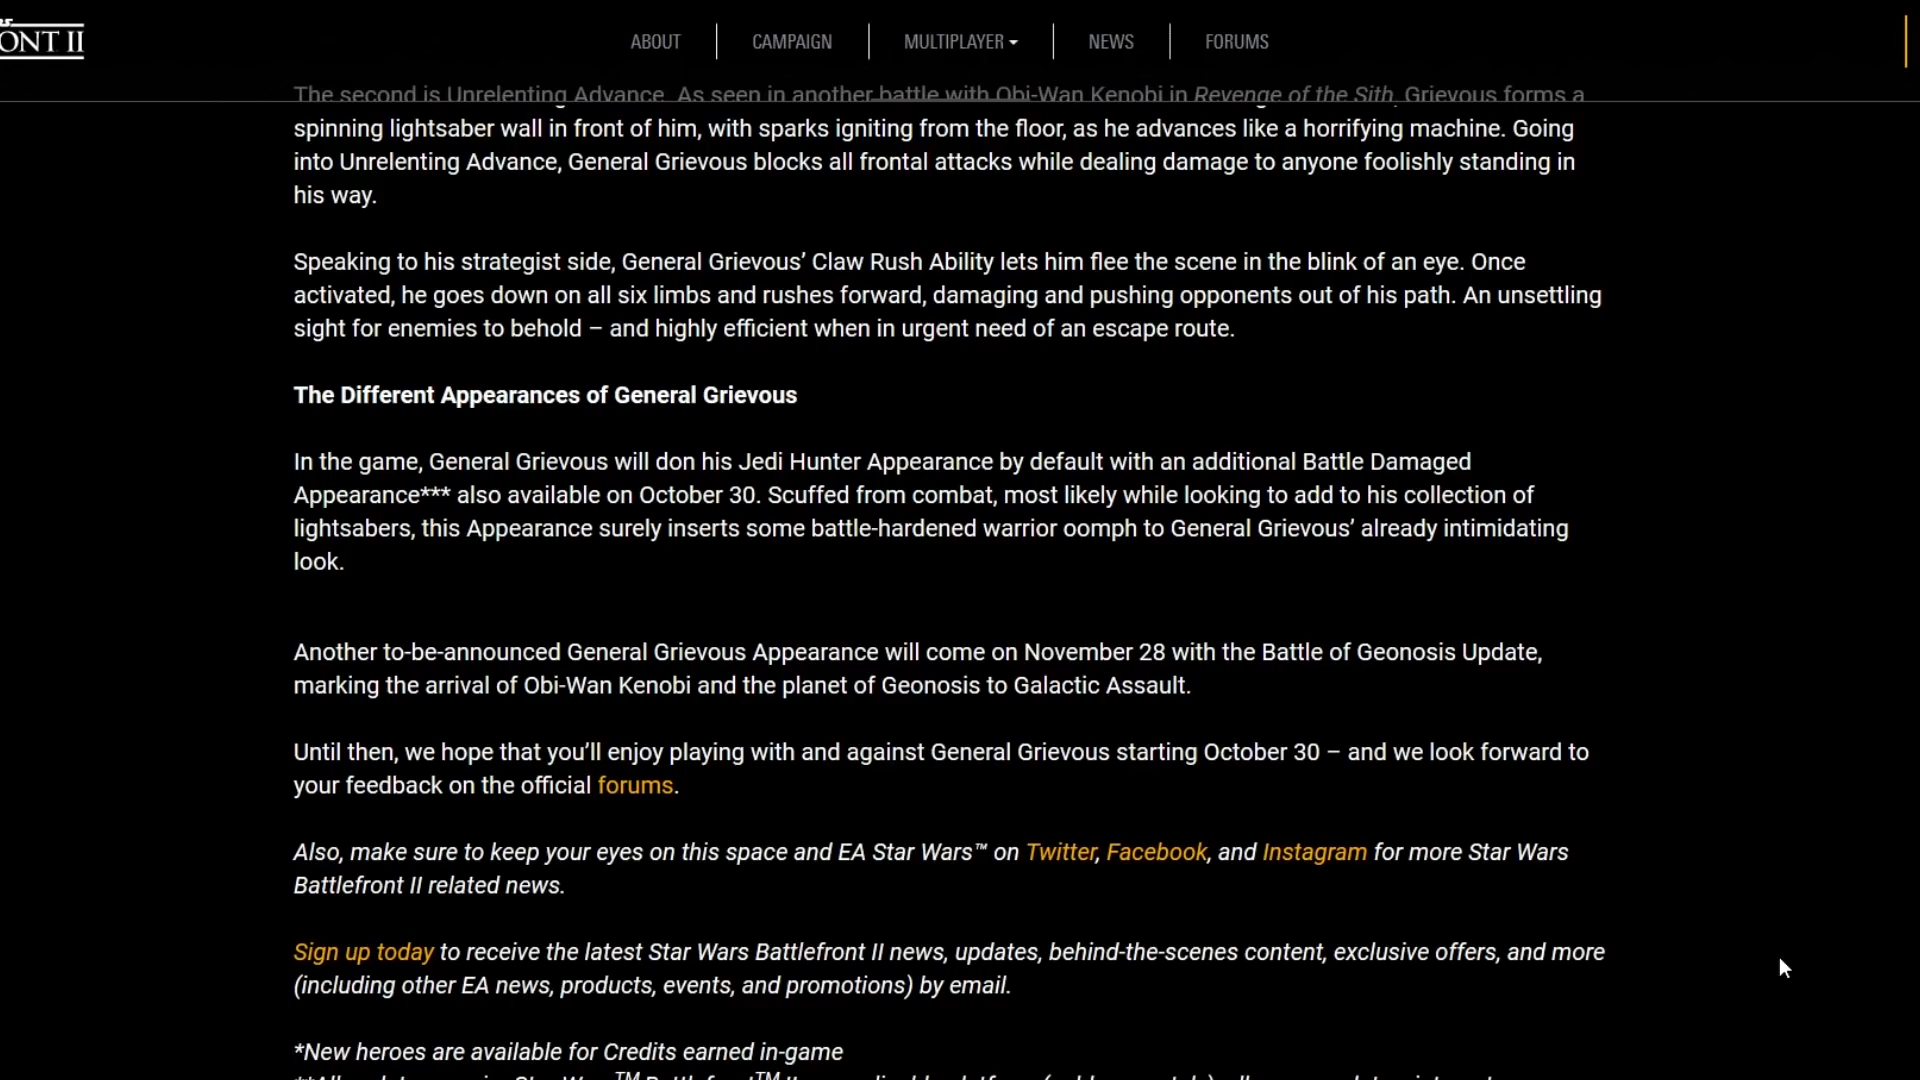 ONT II
ABOUT
CAMPAIGN
MULTIPLAYER
NEWS
FORUMS
The second is Unrelenting Advance. As seen in another battle with Obi-Wan Kenobi in Revenge of the Sith, Grievous forms a
spinning lightsaber wall in front of him, with sparks igniting from the floor, as he advances like a horrifying machine. Going
into Unrelenting Advance, General Grievous blocks all frontal attacks while dealing damage to anyone foolishly standing in
his way.
Speaking to his strategist side, General Grievous’ Claw Rush Ability lets him flee the scene in the blink of an eye. Once
activated, he goes down on all six limbs and rushes forward, damaging and pushing opponents out of his path. An unsettling
sight for enemies to behold – and highly efficient when in urgent need of an escape route.
The Different Appearances of General Grievous
In the game, General Grievous will don his Jedi Hunter Appearance by default with an additional Battle Damaged
Appearance*** also available on October 30. Scuffed from combat, most likely while looking to add to his collection of
lightsabers, this Appearance surely inserts some battle-hardened warrior oomph to General Grievous’ already intimidating
look.
Another to-be-announced General Grievous Appearance will come on November 28 with the Battle of Geonosis Update,
marking the arrival of Obi-Wan Kenobi and the planet of Geonosis to Galactic Assault.
Until then, we hope that you’ll enjoy playing with and against General Grievous starting October 30 – and we look forward to
your feedback on the official forums.
Also, make sure to keep your eyes on this space and EA Star Wars™ on Twitter, Facebook, and Instagram for more Star Wars
Battlefront II related news.
Sign up today to receive the latest Star Wars Battlefront II news, updates, behind-the-scenes content, exclusive offers, and more
(including other EA news, products, events, and promotions) by email.
*New heroes are available for Credits earned in-game